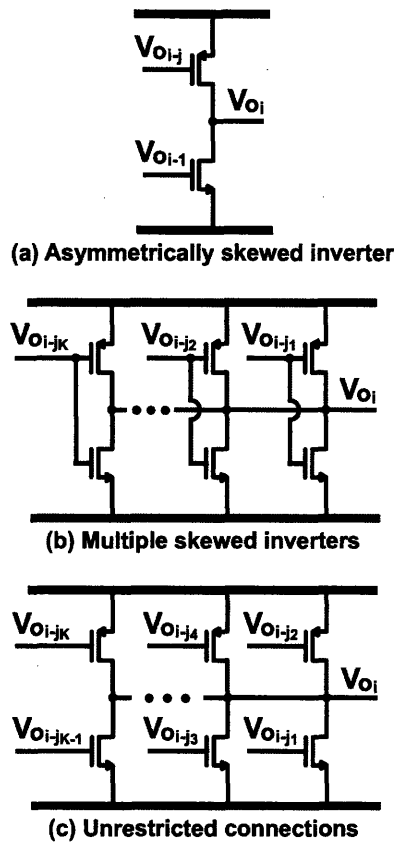 Voi-j
Voi
Voi-1
(a) Asymmetrically skewed inverter
Voi-jK Voi-j2 Voi-j1
Voi
(b) Multiple skewed inverters
Voi-jK Voi-j4 Voi-j2
Voi
Voi-jK-1 Voi-j3 Voi-j1
(c) Unrestricted connections